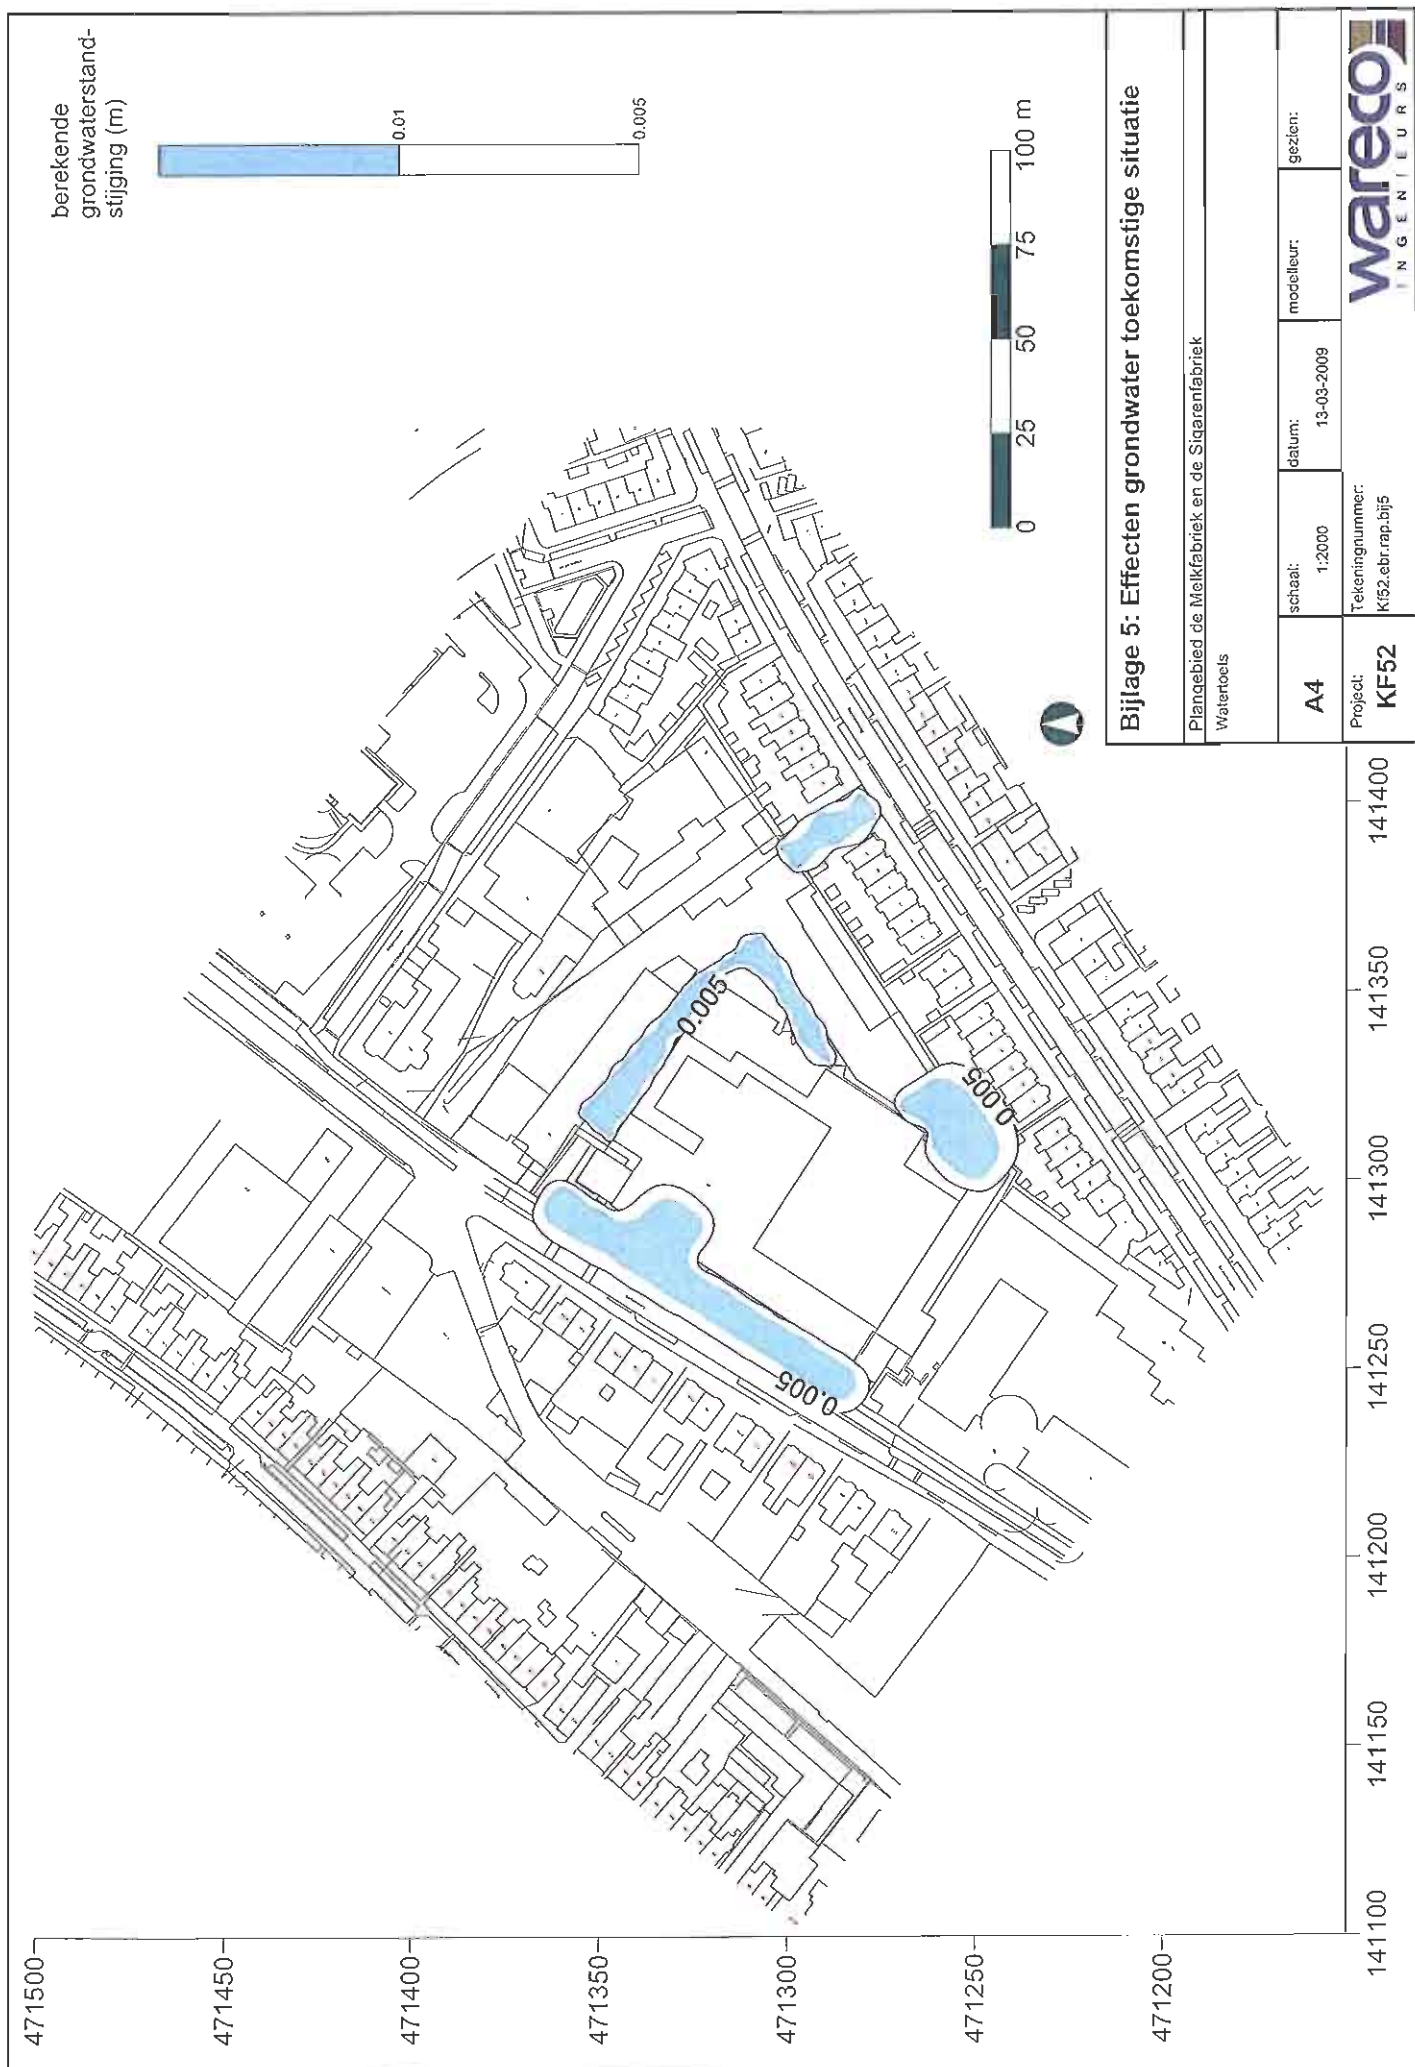 berekende
grondwaterstand-
stijging (m)
0.01
0.005
471500
471450
471400
471350
471300
471250
471200
141100
141150
141200
141250
141300
141350
141400
0.005
0.005
0.005
0 25 50 75 100 m
Bijlage 5: Effecten grondwater toekomstige situatie
Plangebied de Melkfabriek en de Sigarenfabriek
Watertoets
A4
schaal:
1:2000
datum:
13-03-2009
modelleur:
gezien:
Project:
KF52
Tekeningnummer:
Kf52.ebr.rap.bij5
wareco
INGENIEURS